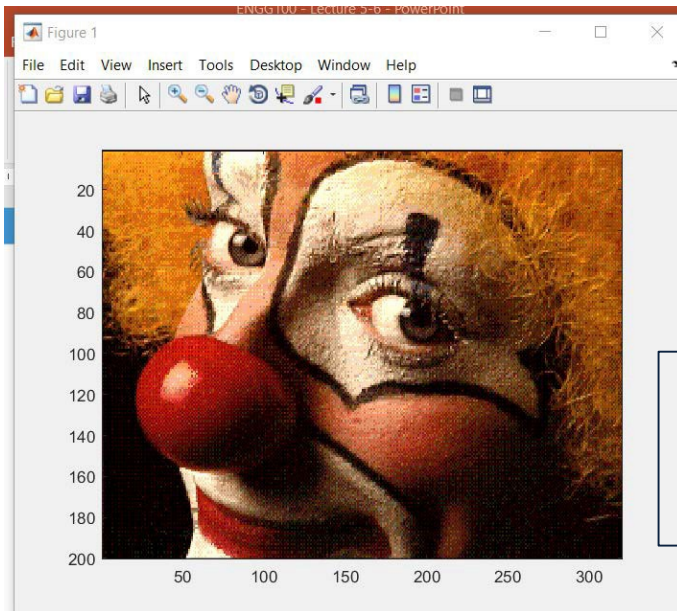 ENGG100 - Lecture 5-6 - PowerPoint
Figure 1
File Edit View Insert Tools Desktop Window Help
20
40
60
80
100
120
140
160
180
200
50 100 150 200 250 300